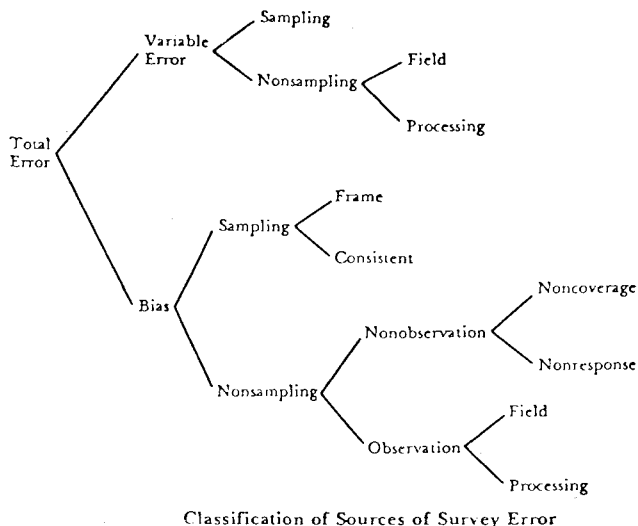 Sampling
Variable
Error
Field
Nonsampling
Processing
Total
Error
Frame
Sampling
Consistent
Noncoverage
Bias
Nonobservation
Nonresponse
Nonsampling
Field
Observation
Processing
Classification of Sources of Survey Error